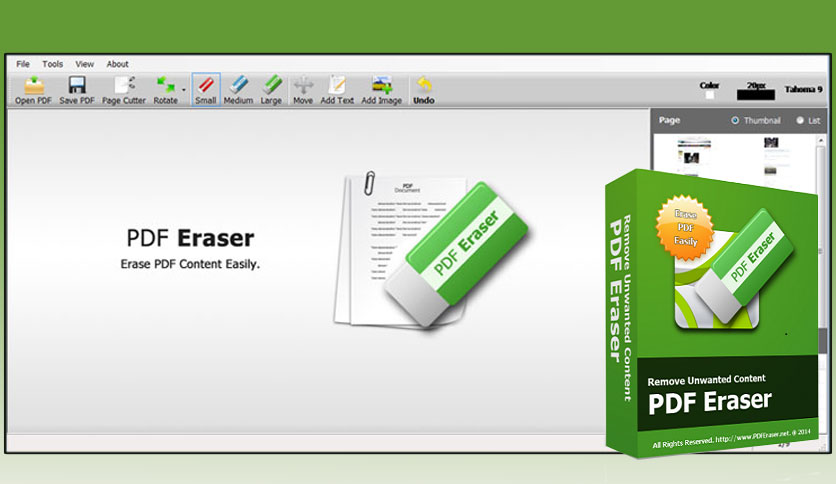 File Tools View About
Open PDF Save PDF Page Cutter Rotate Small Medium Large Move Add Text Add Image Undo
Color 20px Tahoma 9
Page Thumbnail List
PDF Eraser
Erase PDF Content Easily.
PDF
Document
PDF Eraser
Remove Unwanted Content
PDF Eraser
Erase
PDF
Easily
PDF Eraser
Remove Unwanted Content
PDF Eraser
All Rights Reserved. http://www.PDFEraser.net. @ 2014